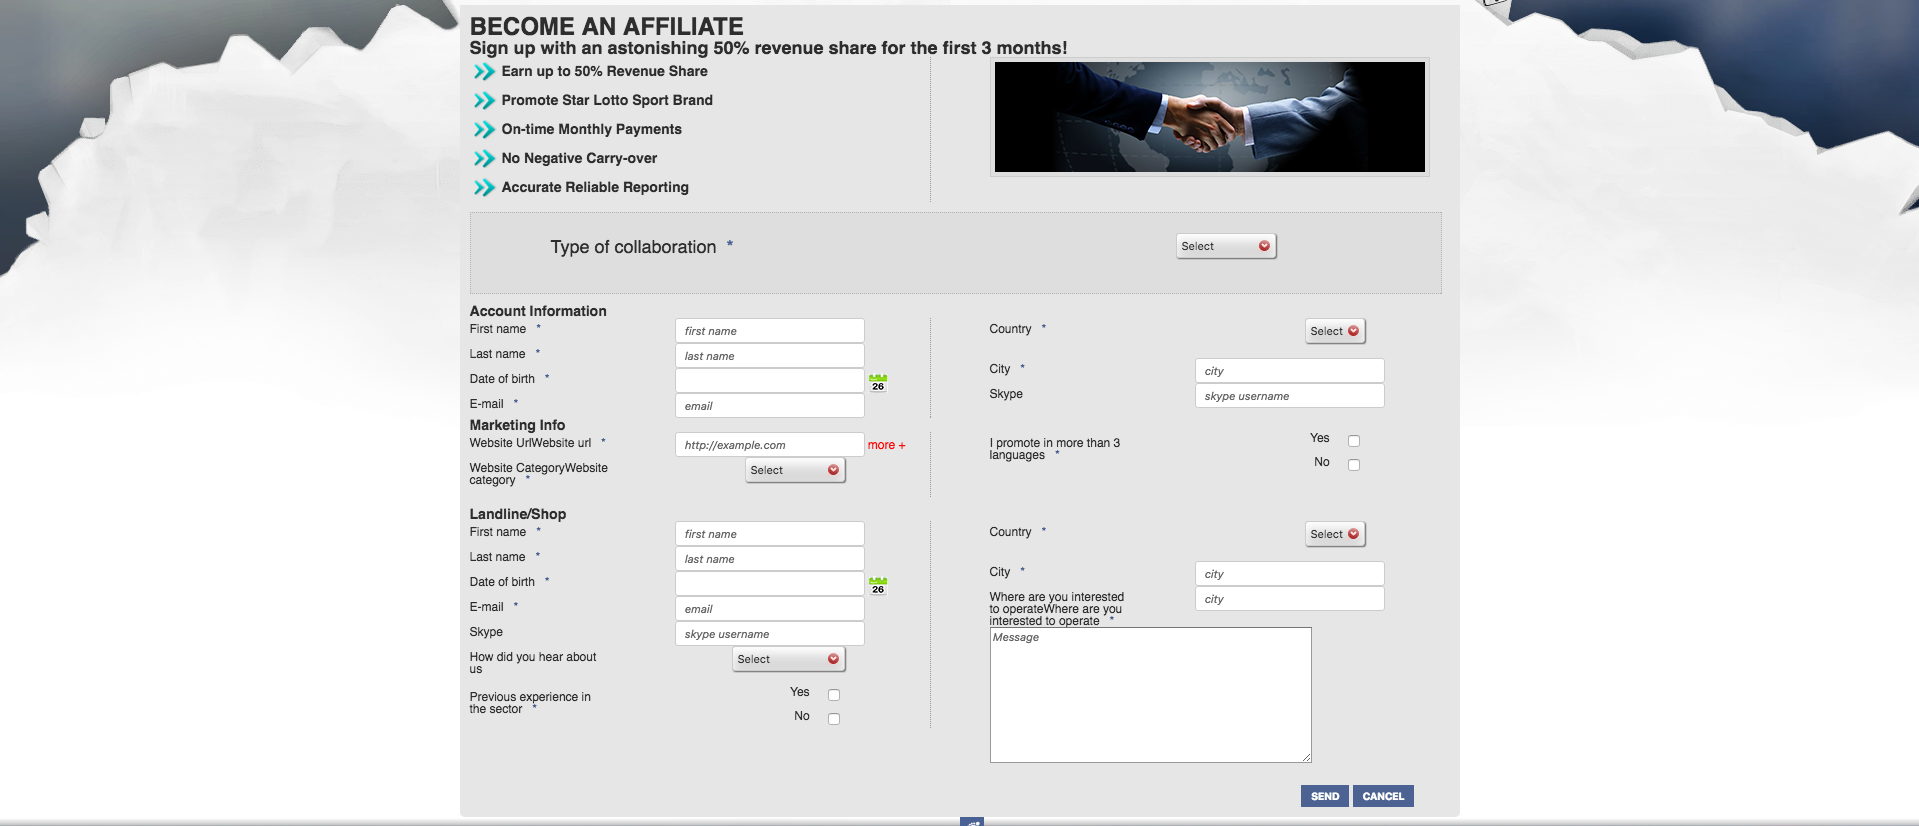 BECOME AN AFFILIATE
Sign up with an astonishing 50% revenue share for the first 3 months!
Earn up to 50% Revenue Share
Promote Star Lotto Sport Brand
On-time Monthly Payments
No Negative Carry-over
Accurate Reliable Reporting
Type of collaboration * Select
Account Information
First name * first name
Last name * last name
Date of birth * 26
E-mail * email
Country * Select
City * city
Skype skype username
Marketing Info
Website UrlWebsite url * http://example.com more +
Website CategoryWebsite
category * Select
I promote in more than 3
languages *
Yes
No
Landline/Shop
First name * first name
Last name * last name
Date of birth * 26
E-mail * email
Skype skype username
How did you hear about
us Select
Previous experience in
the sector *
Yes
No
Country * Select
City * city
Where are you interested
to operateWhere are you
interested to operate * city
Message
SEND CANCEL